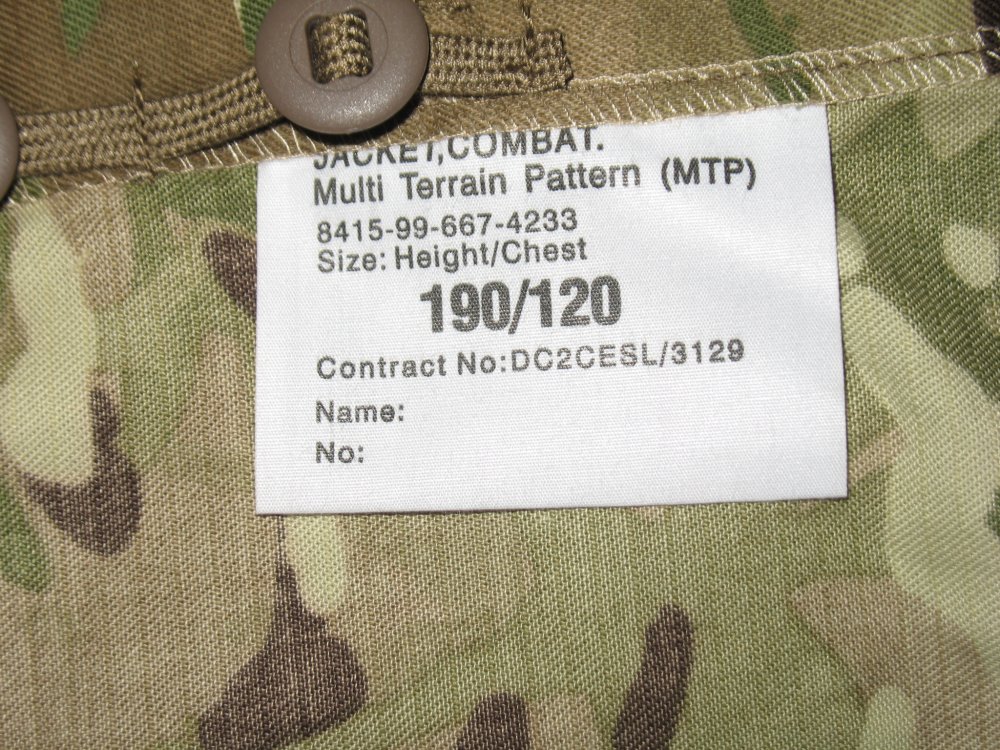 JACKET,COMBAT.
Multi Terrain Pattern (MTP)
8415-99-667-4233
Size: Height/Chest
190/120
Contract No:DC2CESL/3129
Name:
No: